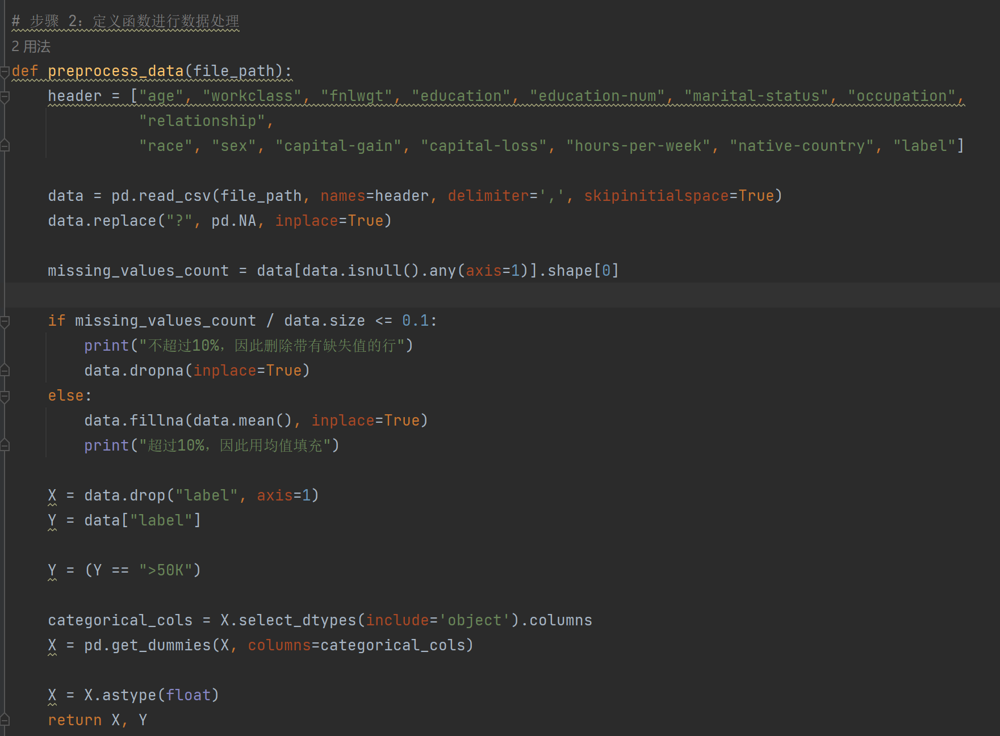 # 步骤 2：定义函数进行数据处理
2 用法
def preprocess_data(file_path):
    header = ["age", "workclass", "fnlwgt", "education", "education-num", "marital-status", "occupation",
              "relationship",
              "race", "sex", "capital-gain", "capital-loss", "hours-per-week", "native-country", "label"]
    data = pd.read_csv(file_path, names=header, delimiter=',', skipinitialspace=True)
    data.replace("?", pd.NA, inplace=True)
    missing_values_count = data[data.isnull().any(axis=1)].shape[0]
    if missing_values_count / data.size <= 0.1:
        print("不超过10%，因此删除带有缺失值的行")
        data.dropna(inplace=True)
    else:
        data.fillna(data.mean(), inplace=True)
        print("超过10%，因此用均值填充")
    X = data.drop("label", axis=1)
    Y = data["label"]
    Y = (Y == ">50K")
    categorical_cols = X.select_dtypes(include='object').columns
    X = pd.get_dummies(X, columns=categorical_cols)
    X = X.astype(float)
    return X, Y